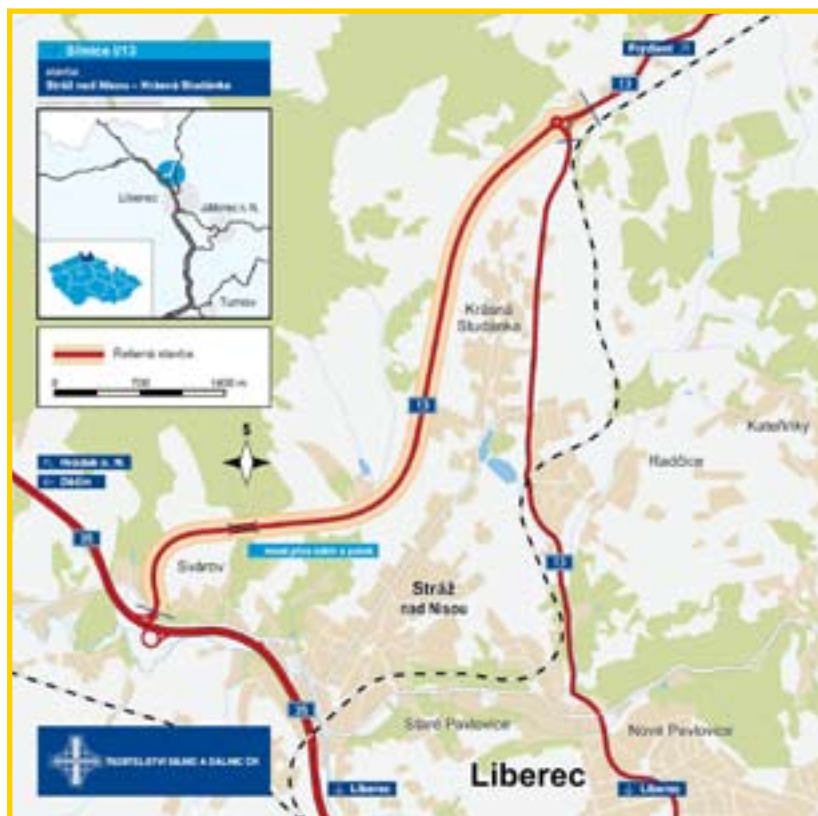 Silnice I/13
stavba
Stráž nad Nisou – Krásná Studánka
Frýdlant
13
Liberec
Jablonec n. N.
Turnov
Krásná
Studánka
Řešená stavba
0 700 1400 m
13
S
Kateřinky
Radčice
Hrádek n. N.
Děčín
35
Svárov
13
Stráž
nad Nisou
35
Staré Pavlovice
Nové Pavlovice
ŘEDITELSTVÍ SILNIC A DÁLNIC ČR
Liberec
Liberec
Liberec